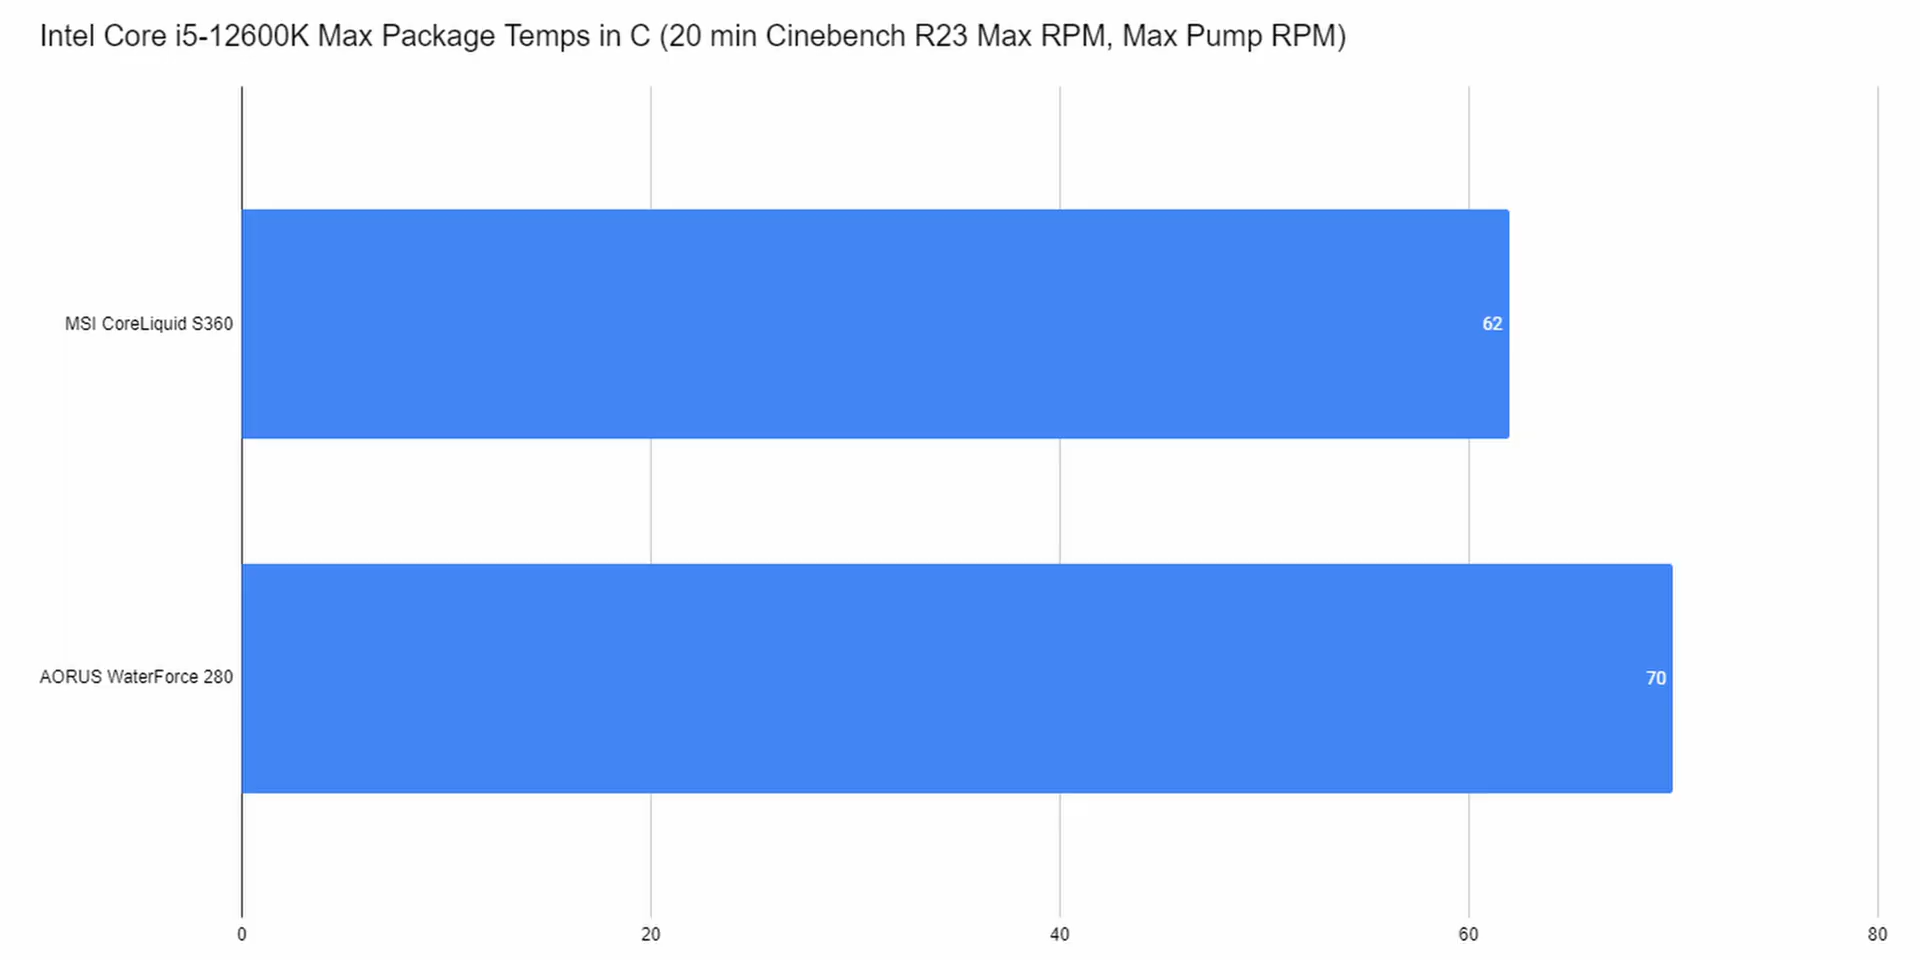 Intel Core i5-12600K Max Package Temps in C (20 min Cinebench R23 Max RPM, Max Pump RPM)
MSI CoreLiquid S360
62
AORUS WaterForce 280
70
0
20
40
60
80